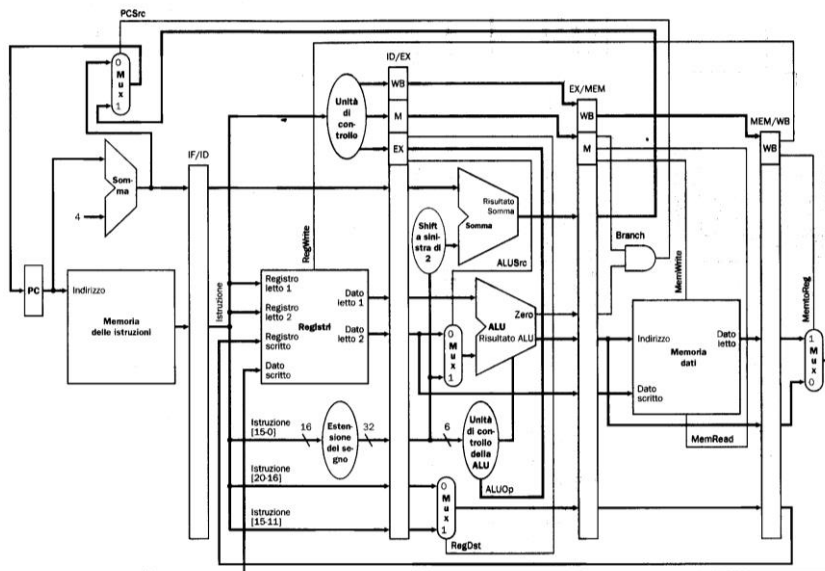 PCSrc
0
M
u
x
1
ID/EX
WB
M
EX
Unità
di con-
trollo
EX/MEM
WB
M
MEM/WB
WB
IF/ID
Som-
ma
4
RegWrite
Shift
a sini-
stra di
2
Risultato
Somma
Somma
ALUSrc
Branch
MemWrite
MemtoReg
PC
Indirizzo
Memoria
delle istruzioni
Istruzione
Registro
letto 1
Registro
letto 2
Registro
scritto
Dato
scritto
Registri
Dato
letto 1
Dato
letto 2
0
M
u
x
1
ALU
Zero
Risultato ALU
Indirizzo
Dato
letto
Memoria
dati
Dato
scritto
MemRead
1
M
u
x
0
Istruzione
[15-0]
16
Esten-
sione
del se-
gno
32
6
Unità
di con-
trollo
della
ALU
ALUOp
Istruzione
[20-16]
Istruzione
[15-11]
0
M
u
x
1
RegDst